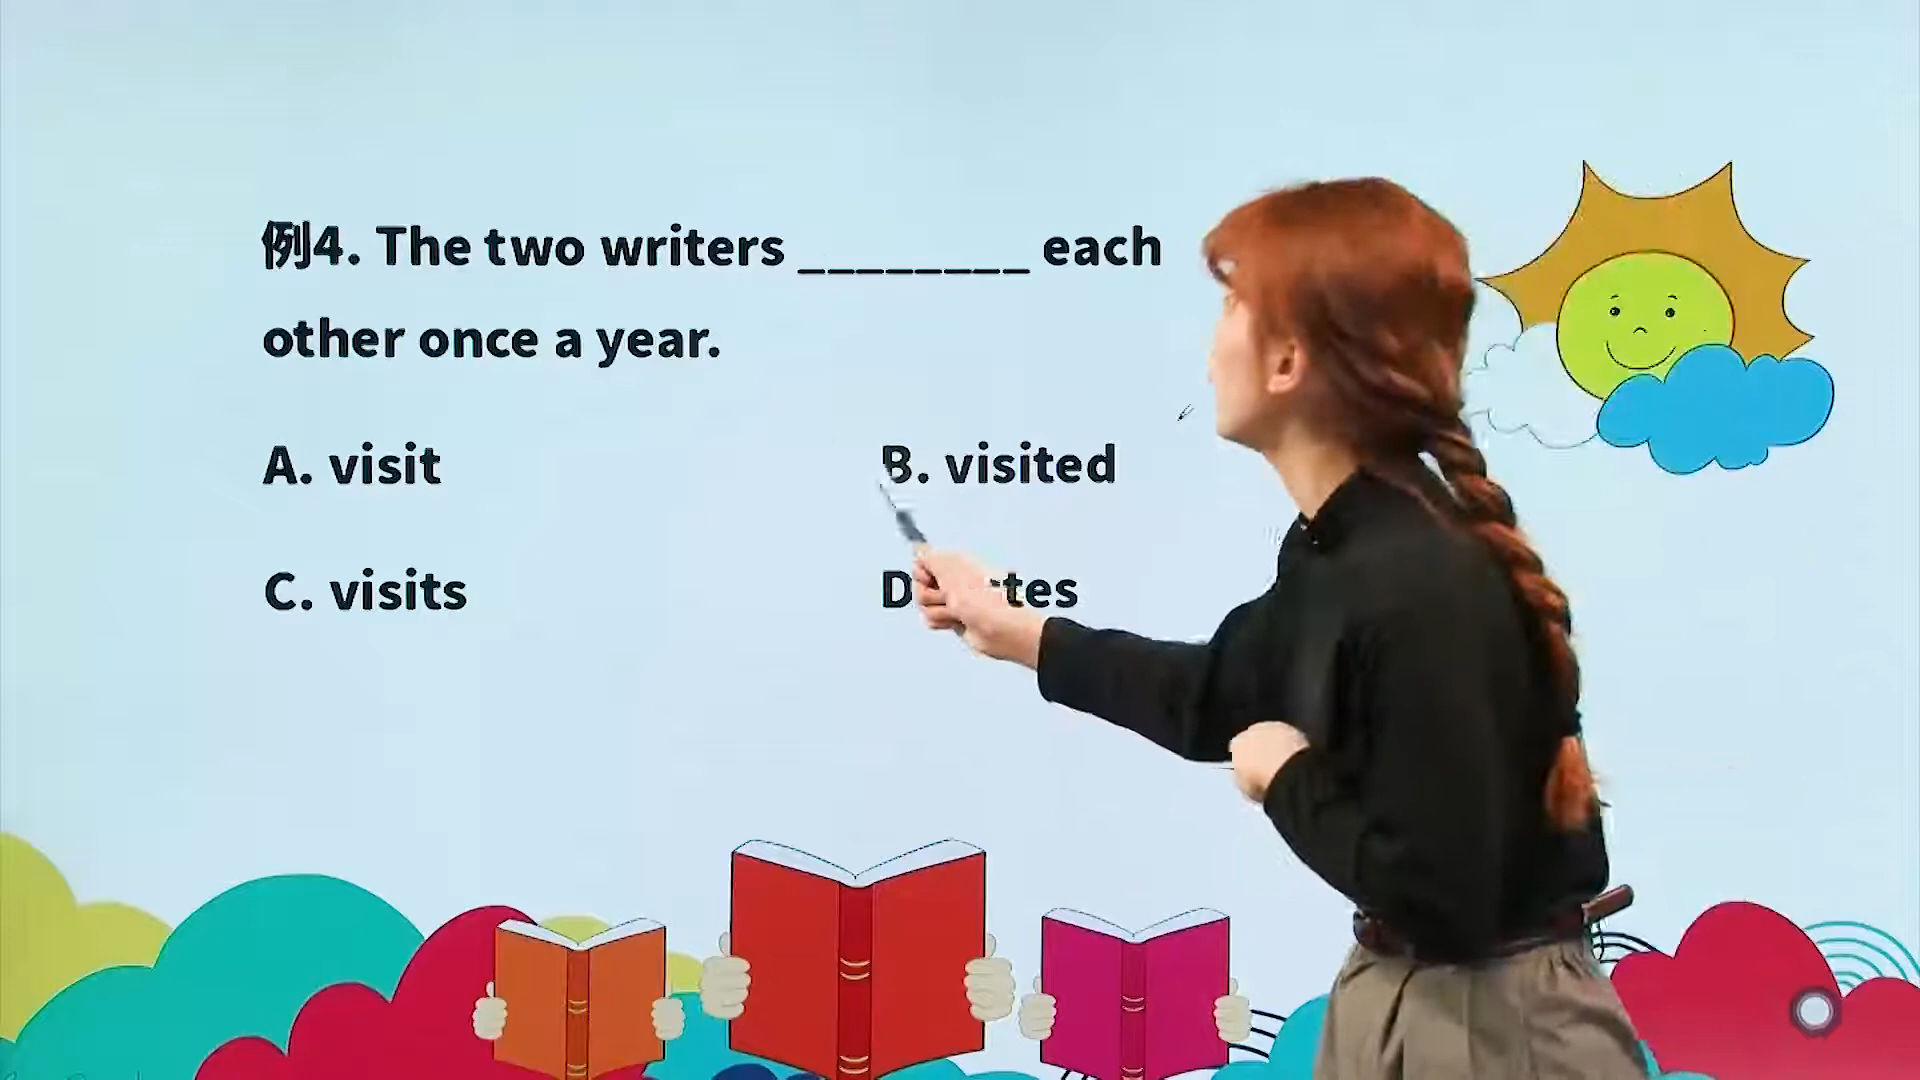 例4. The two writers ________ each
other once a year.
A. visit
B. visited
C. visits